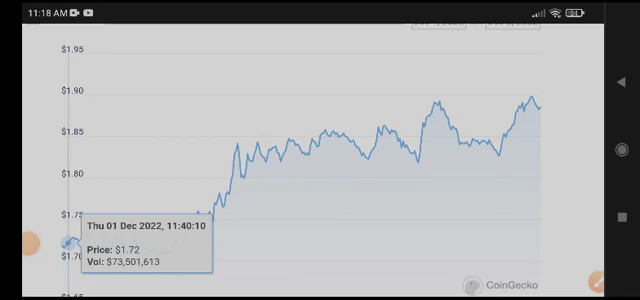 11:18 AM
$1.95
$1.90
$1.85
$1.80
$1.75
$1.70
Thu 01 Dec 2022, 11:40:10
Price: $1.72
Vol: $73,501,613
CoinGecko